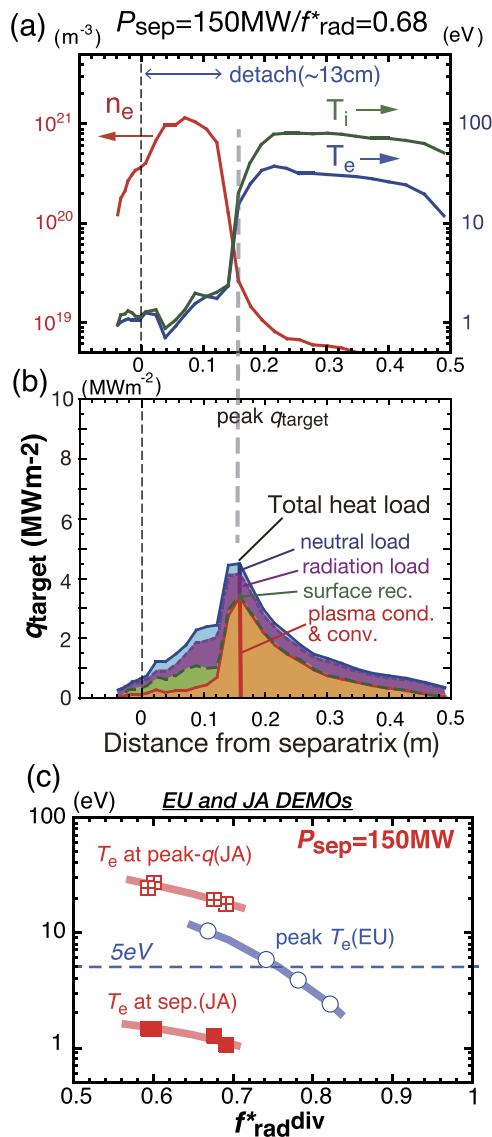 (a)
P_sep=150MW/f*_rad=0.68
(m⁻³)
(eV)
detach(~13cm)
n_e
T_i
T_e
10²¹
10²⁰
10¹⁹
100
10
1
0 0.1 0.2 0.3 0.4 0.5
(b)
(MWm⁻²)
peak q_target
q_target (MWm-2)
10
8
6
4
2
0
Total heat load
neutral load
radiation load
surface rec.
plasma cond.
& conv.
0 0.1 0.2 0.3 0.4 0.5
Distance from separatrix (m)
(c)
(eV)
EU and JA DEMOs
P_sep=150MW
T_e at peak-q(JA)
peak T_e(EU)
5eV
T_e at sep.(JA)
100
10
1
0.5 0.6 0.7 0.8 0.9 1
f*_rad^div